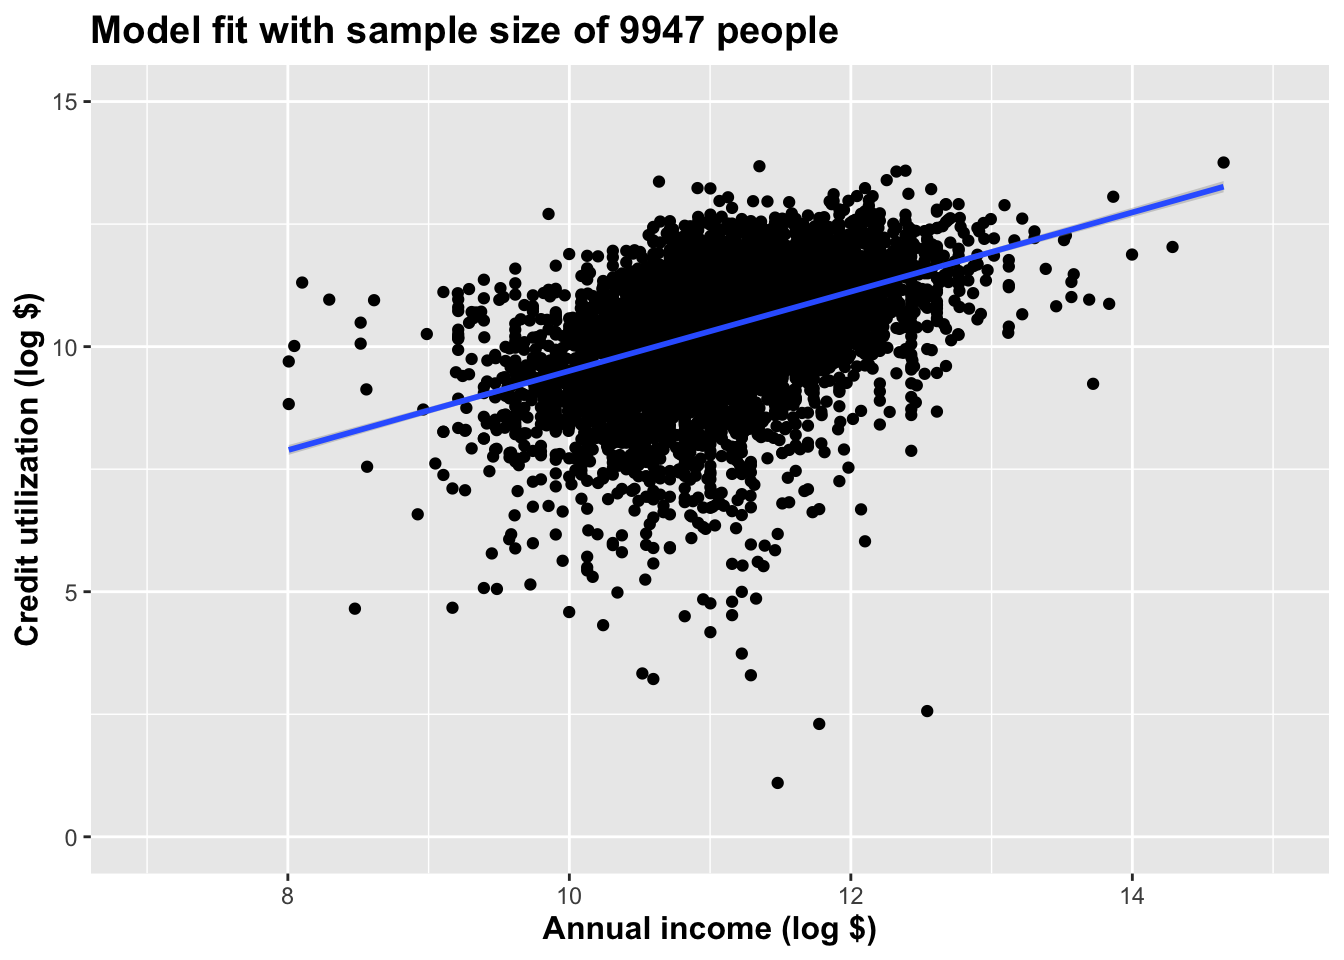 Model fit with sample size of 9947 people
15
10
5
0
Credit utilization (log $)
8 10 12 14
Annual income (log $)